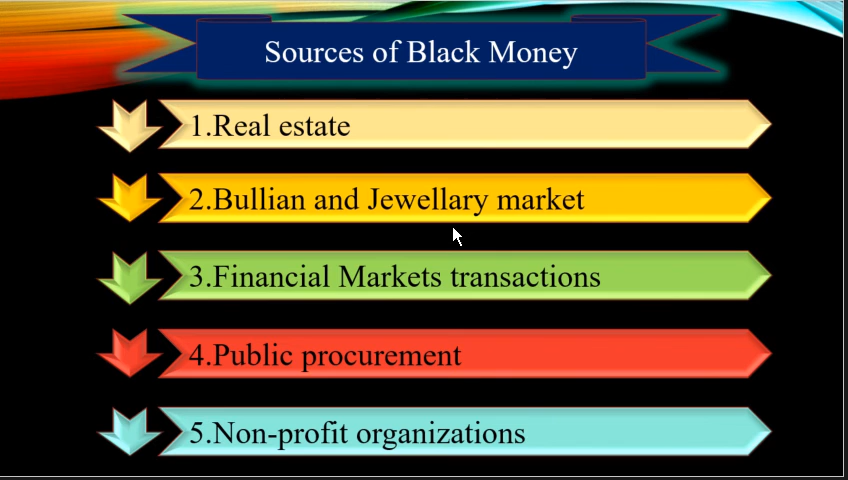 Sources of Black Money
1.Real estate
2.Bullian and Jewellary market
3.Financial Markets transactions
4.Public procurement
5.Non-profit organizations